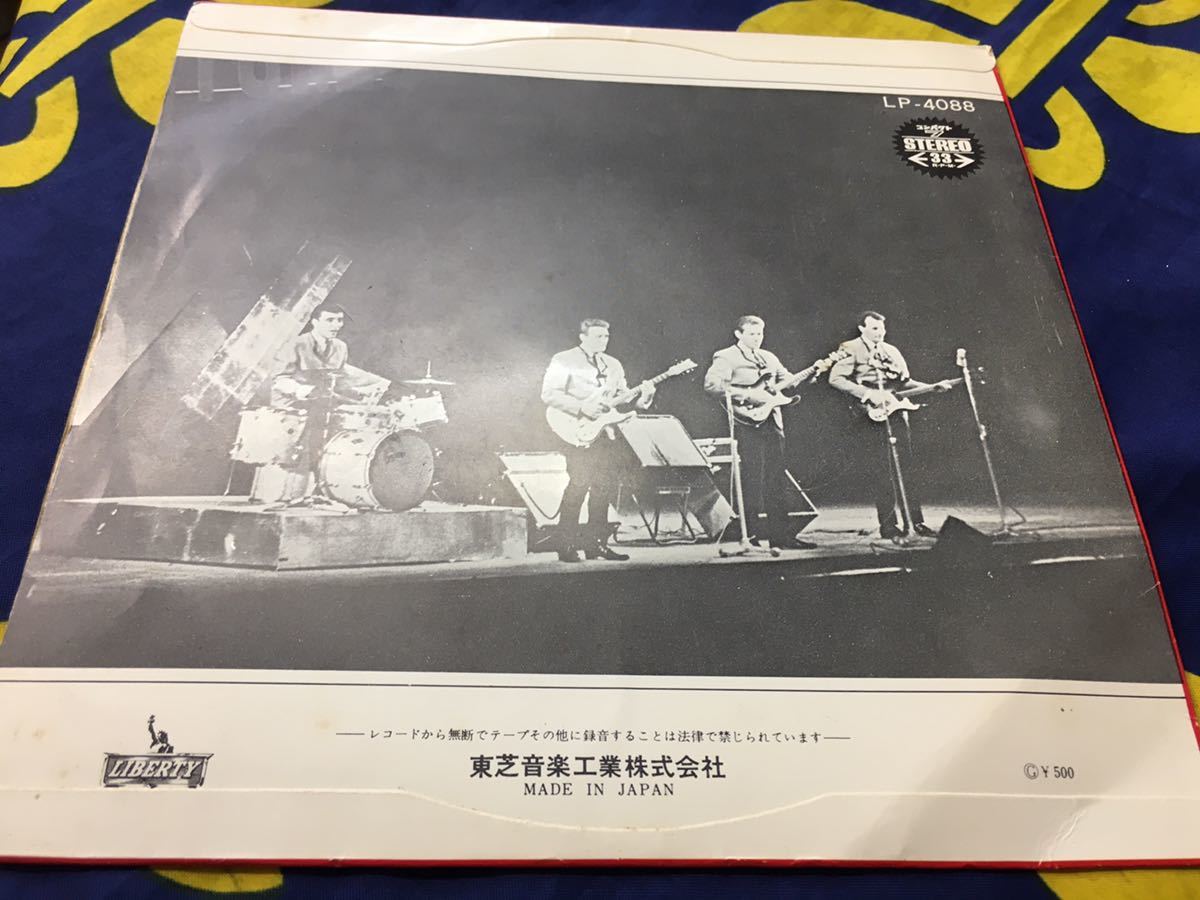 LP-4088
コンパクト
STEREO
33
R・P・M・
レコードから無断でテープその他に録音することは法律で禁じられています
LIBERTY
東芝音楽工業株式会社
MADE IN JAPAN
Ⓖ¥500